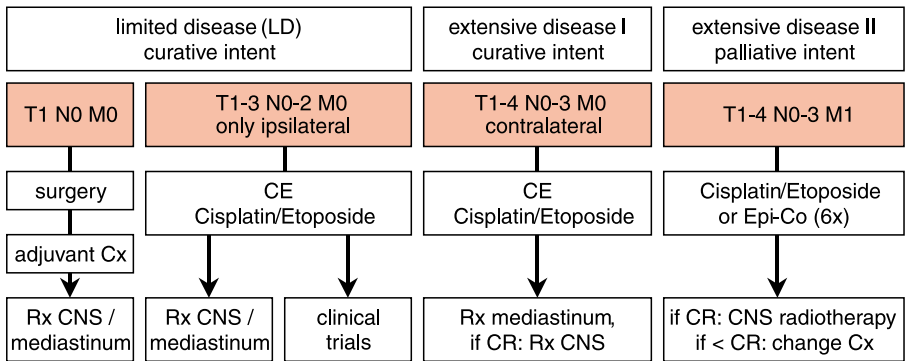 limited disease (LD)
curative intent
extensive disease I
curative intent
extensive disease II
palliative intent
T1 N0 M0
T1-3 N0-2 M0
only ipsilateral
T1-4 N0-3 M0
contralateral
T1-4 N0-3 M1
surgery
CE
Cisplatin/Etoposide
CE
Cisplatin/Etoposide
Cisplatin/Etoposide
or Epi-Co (6x)
adjuvant Cx
Rx CNS /
mediastinum
Rx CNS /
mediastinum
clinical
trials
Rx mediastinum,
if CR: Rx CNS
if CR: CNS radiotherapy
if < CR: change Cx